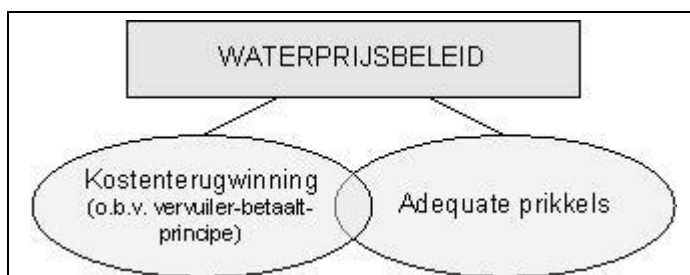 WATERPRIJSBELEID
Kostenterugwinning
(o.b.v. vervuiler-betaalt-
principe)
Adequate prikkels